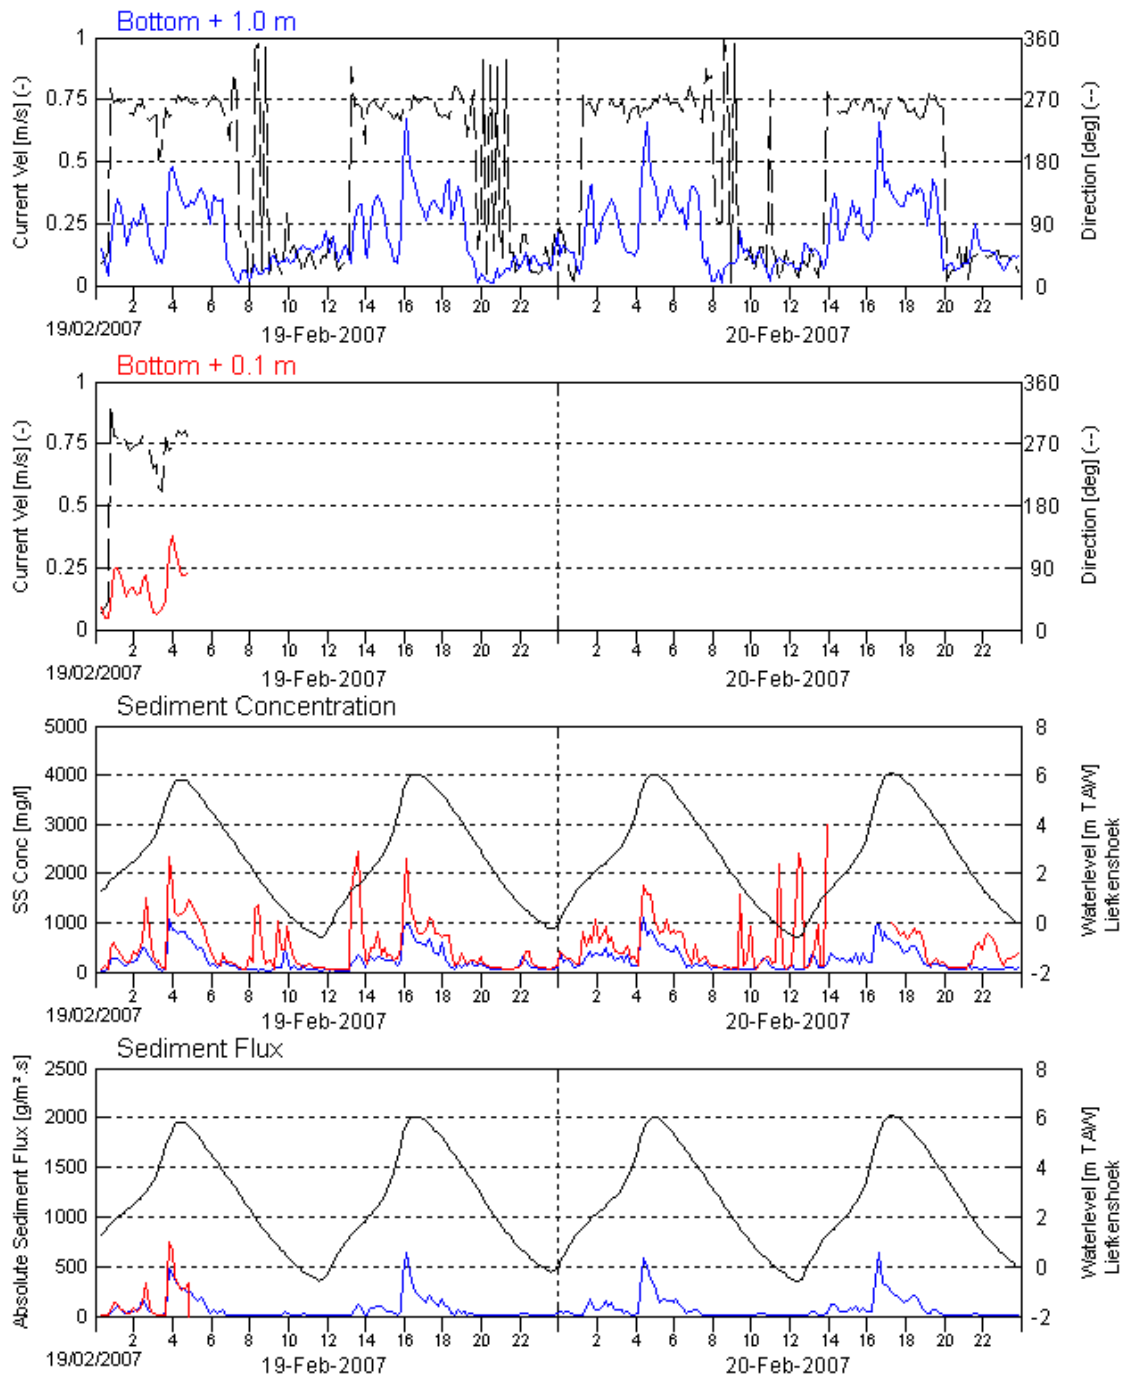 Bottom + 1.0 m
1 360
0.75 270
0.5 180
0.25 90
0 0
Current Vel [m/s] (-)
Direction [deg] (--)
2 4 6 8 10 12 14 16 18 20 22 2 4 6 8 10 12 14 16 18 20 22
19/02/2007
19-Feb-2007 20-Feb-2007
Bottom + 0.1 m
1 360
0.75 270
0.5 180
0.25 90
0 0
Current Vel [m/s] (-)
Direction [deg] (--)
2 4 6 8 10 12 14 16 18 20 22 2 4 6 8 10 12 14 16 18 20 22
19/02/2007
19-Feb-2007 20-Feb-2007
Sediment Concentration
5000 8
4000 6
3000 4
2000 2
1000 0
0 -2
SS Conc [mg/l]
Waterlevel [m TAW]
Liefkenshoek
2 4 6 8 10 12 14 16 18 20 22 2 4 6 8 10 12 14 16 18 20 22
19/02/2007
19-Feb-2007 20-Feb-2007
Sediment Flux
2500 8
2000 6
1500 4
1000 2
500 0
0 -2
Absolute Sediment Flux [g/m².s]
Waterlevel [m TAW]
Liefkenshoek
2 4 6 8 10 12 14 16 18 20 22 2 4 6 8 10 12 14 16 18 20 22
19/02/2007
19-Feb-2007 20-Feb-2007